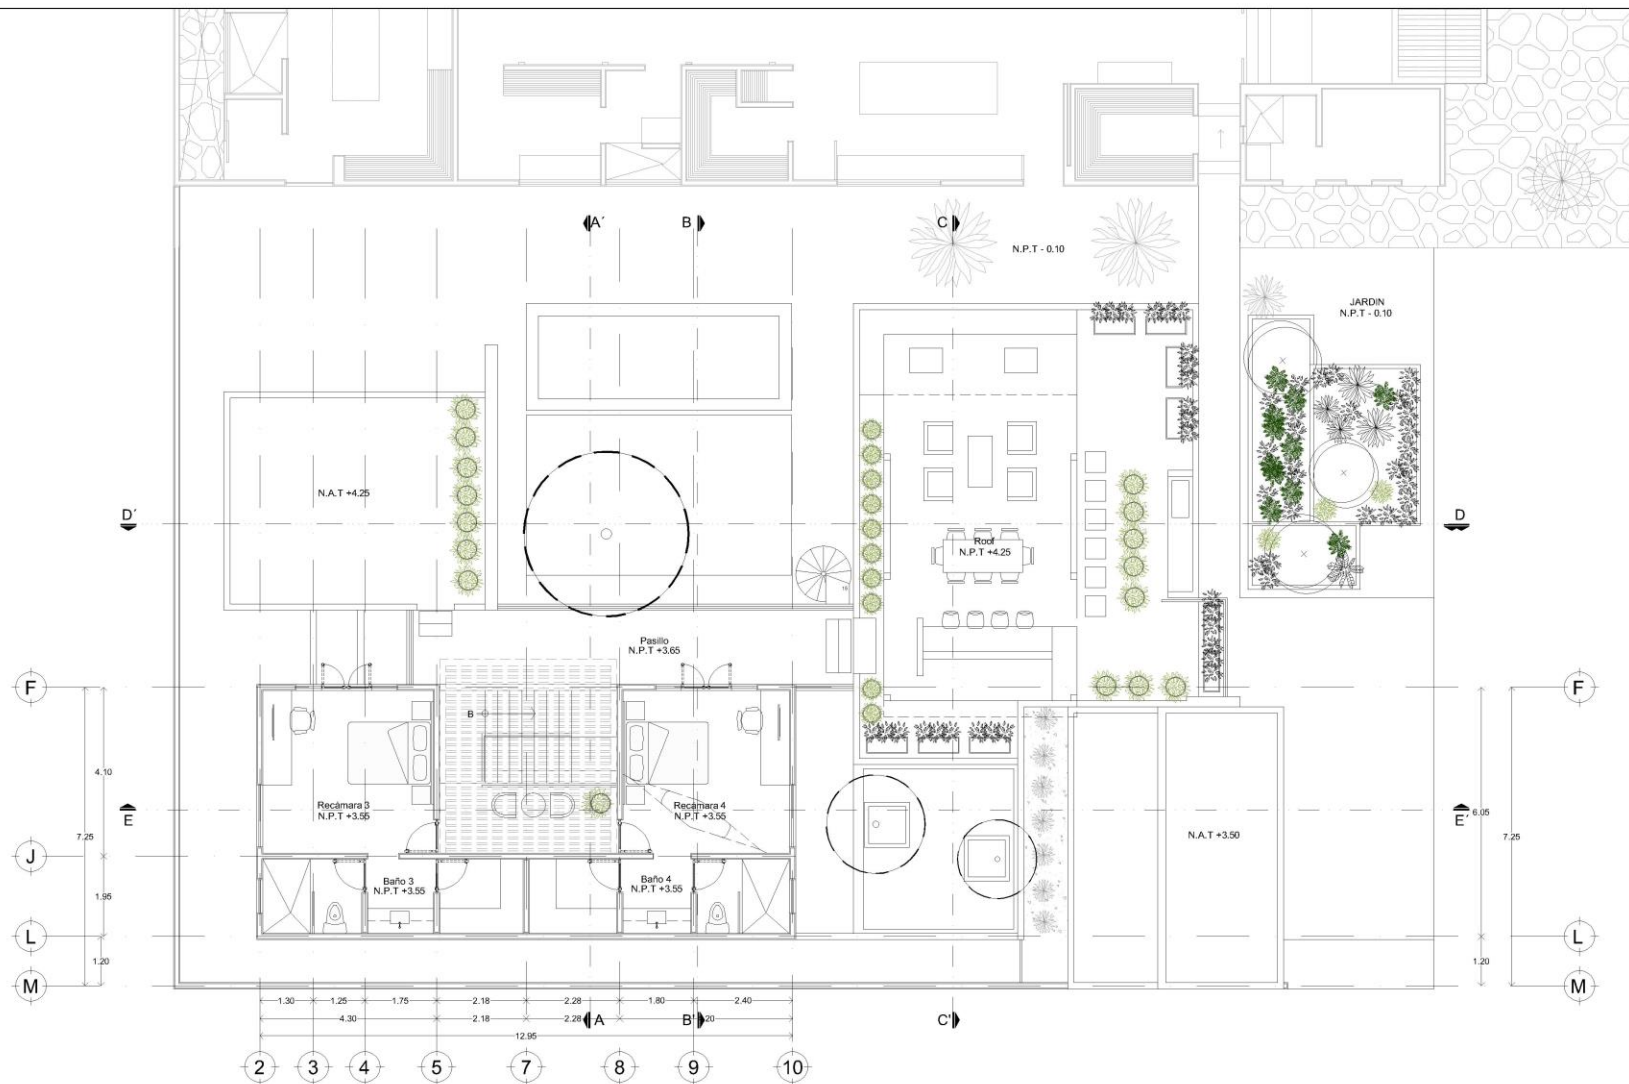 A´
B
C
N.P.T - 0.10
JARDIN
N.P.T - 0.10
N.A.T +4.25
D´
D
Roof
N.P.T +4.25
15
Pasillo
N.P.T +3.65
F
F
B
4.10
Recámara 3
N.P.T +3.55
Recámara 4
N.P.T +3.55
E
E´
6.05
7.25
7.25
N.A.T +3.50
J
Baño 3
N.P.T +3.55
Baño 4
N.P.T +3.55
1.95
L
L
1.20
1.20
M
M
1.30 1.25 1.75 2.18 2.28 1.80 2.40
4.30 2.18 2.28 20
A
B'
C'
12.95
2 3 4 5 7 8 9 10